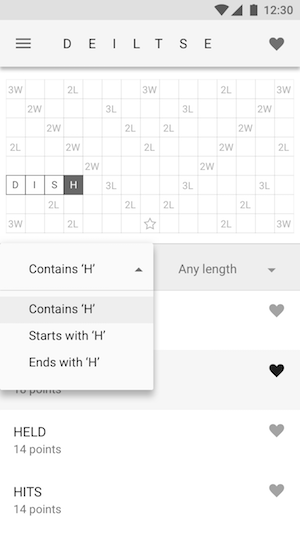 12:30
D E I L T S E
3W 2L 3W 2L 3W
2W 3L 3L 2W
2W 2L 2L 2W
2L 2W 2L 2W 2L
2W 2W
D I S H 3L 3L 3L 3L
2L 2L 2L 2L
3W 2L 2L 3W
Contains ‘H’ Any length
Contains ‘H’
Starts with ‘H’
Ends with ‘H’
HELD
14 points
HITS
14 points